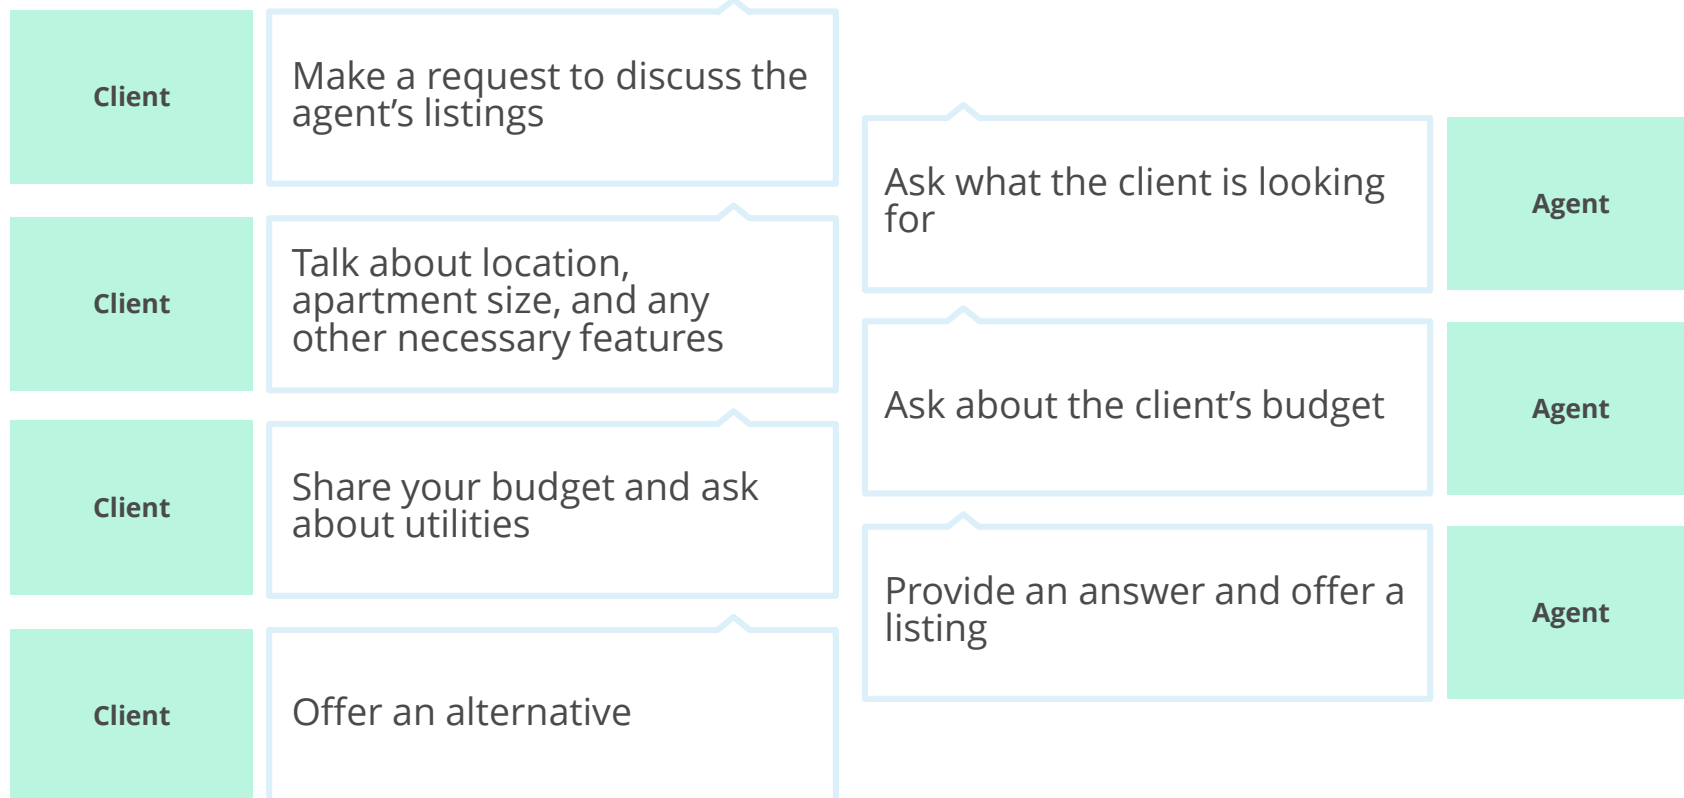 Client
Make a request to discuss the
agent’s listings
Ask what the client is looking
for
Agent
Client
Talk about location,
apartment size, and any
other necessary features
Ask about the client’s budget
Agent
Client
Share your budget and ask
about utilities
Provide an answer and offer a
listing
Agent
Client
Offer an alternative